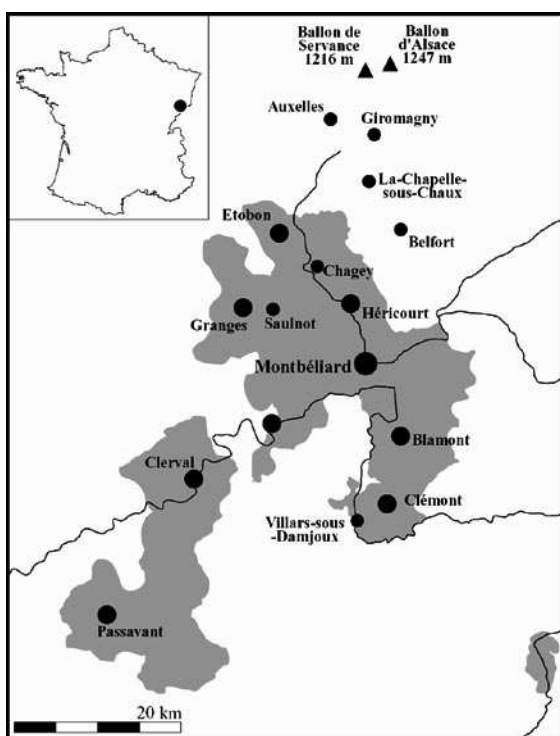 Ballon de
Servance
1216 m
Ballon
d'Alsace
1247 m
Auxelles
Giromagny
La-Chapelle-
sous-Chaux
Etobon
Belfort
Chagey
Héricourt
Granges
Saulnot
Montbéliard
Blamont
Clerval
Clémont
Villars-sous
-Damjoux
Passavant
20 km